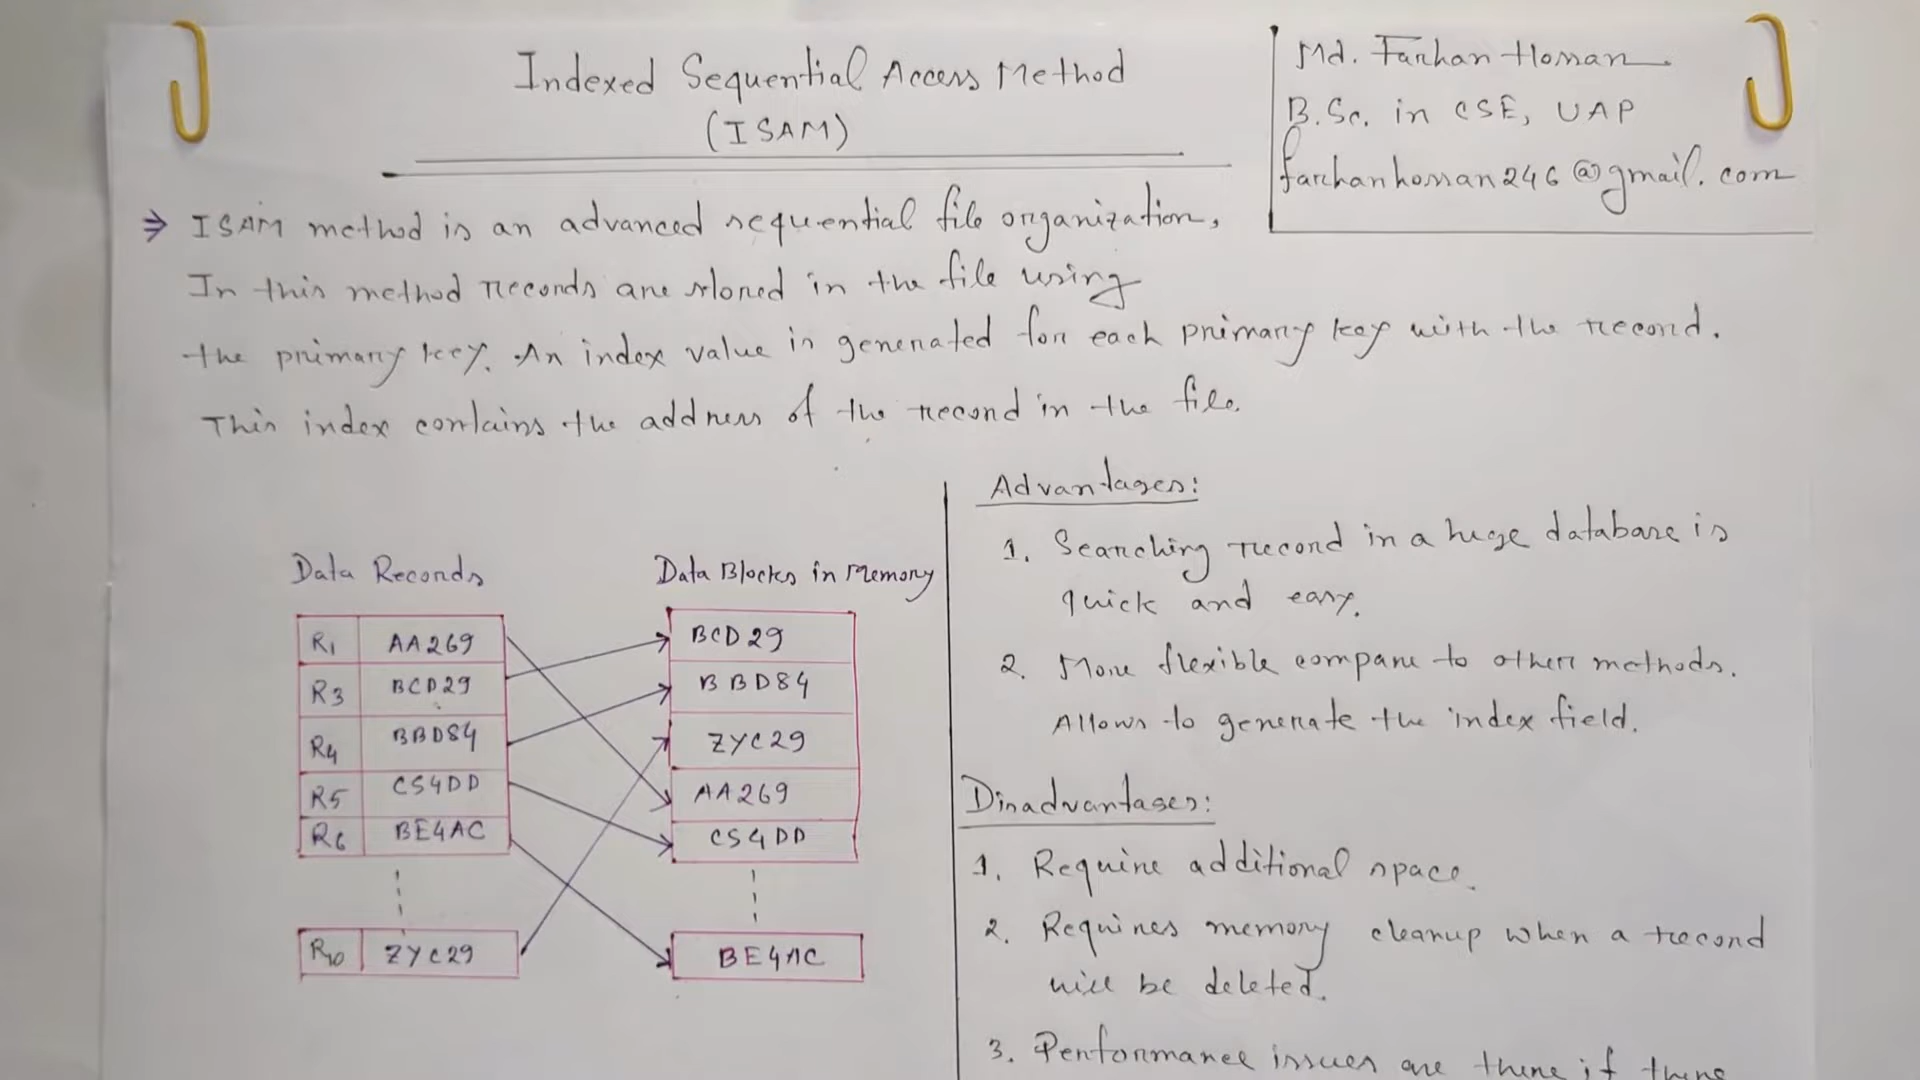 Indexed Sequential Access Method
(ISAM)
Md. Farhan Hossan
B.Sc. in CSE, UAP
farhanhossan246@gmail.com
⇒ ISAM method is an advanced sequential file organization,
In this method records are stored in the file using
the primary key. An index value is generated for each primary key with the record.
This index contains the address of the record in the file.
Data Records
R1 AA269
R3 BCD29
R4 BBD84
R5 CS4DD
R6 BE4AC
R10 ZYC29
Data Blocks in Memory
BCD29
BBD84
ZYC29
AA269
CS4DD
BE4AC
Advantages:
1. Searching record in a huge database is
quick and easy.
2. More flexible compare to other methods.
Allows to generate the index field.
Disadvantages:
1. Require additional space.
2. Requires memory cleanup when a record
will be deleted.
3. Performance issues are there if there